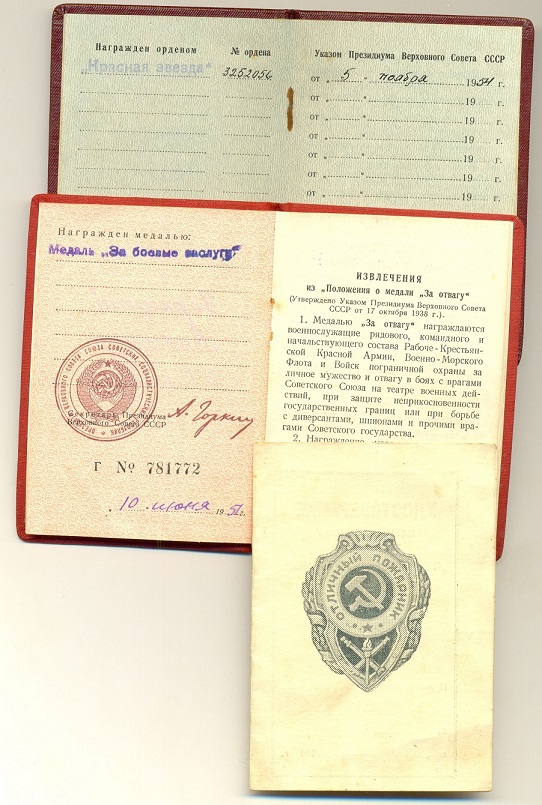 Награжден орденом № ордена Указом Президиума Верховного Совета СССР
„Красная звезда“ 3252056 от „ 5 “ ноября 1954 г.
от „ “ 19 г.
от „ “ 19 г.
от „ “ 19 г.
от „ “ 19 г.
от „ “ 19 г.
от „ “ 19 г.
Награжден медалью:
Медаль „За боевые заслуги“
Секретарь Президиума
Верховного Совета СССР
А. Горкин
Г № 781772
„ 10 июня 195 г.
ИЗВЛЕЧЕНИЯ
из „Положения о медали „За отвагу“
(Утверждено Указом Президиума Верховного Совета
СССР от 17 октября 1938 г.).
1. Медалью „За отвагу“ награждаются
военнослужащие рядового, командного и
начальствующего состава Рабоче-Крестьян-
ской Красной Армии, Военно-Морского
Флота и Войск пограничной охраны за
личное мужество и отвагу в боях с врагами
Советского Союза на театре военных дей-
ствий, при защите неприкосновенности
государственных границ или при борьбе
с диверсантами, шпионами и прочими вра-
гами Советского государства.
2. Награждение
ОТЛИЧНЫЙ ПОЖАРНИК